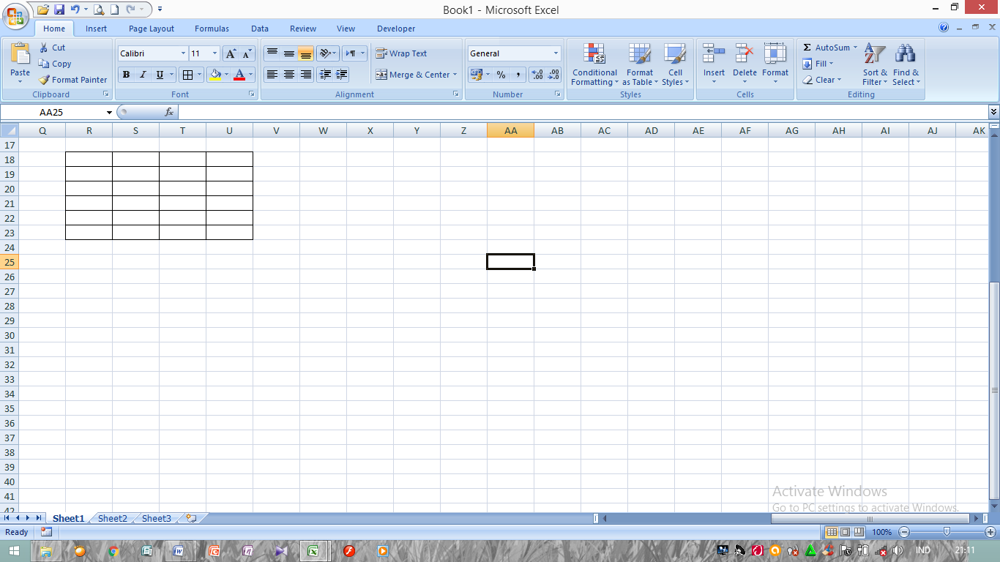 Book1 - Microsoft Excel
Home Insert Page Layout Formulas Data Review View Developer
Paste
Cut
Copy
Format Painter
Clipboard
Calibri 11
B I U
Font
Wrap Text
Merge & Center
Alignment
General
% ,
Number
Conditional Formatting
Format as Table
Cell Styles
Styles
Insert Delete Format
Cells
Σ AutoSum
Fill
Clear
Sort & Filter
Find & Select
Editing
AA25 fx
Q R S T U V W X Y Z AA AB AC AD AE AF AG AH AI AJ AK
17
18
19
20
21
22
23
24
25
26
27
28
29
30
31
32
33
34
35
36
37
38
39
40
41
42
Activate Windows
Go to PC settings to activate Windows.
Sheet1 Sheet2 Sheet3
Ready 100%
IND 21:11